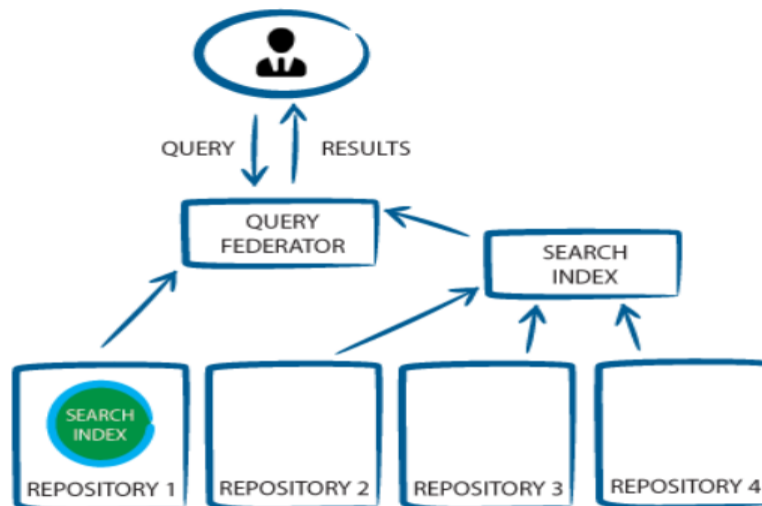 QUERY
RESULTS
QUERY
FEDERATOR
SEARCH
INDEX
SEARCH
INDEX
REPOSITORY 1
REPOSITORY 2
REPOSITORY 3
REPOSITORY 4